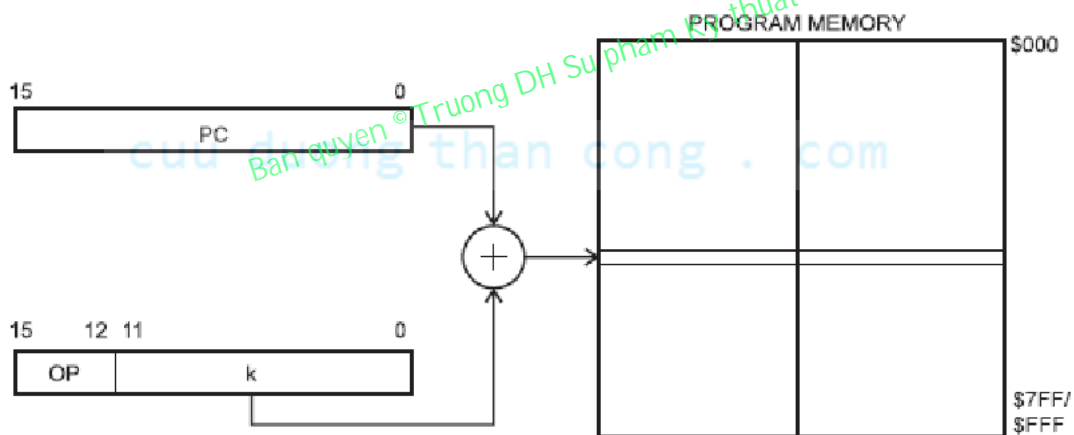 PROGRAM MEMORY
$000
15 0
PC
Ban quyen © Truong DH Su pham Ky thuat
cuu duong than cong . com
+
15 12 11 0
OP k
$7FF/
$FFF